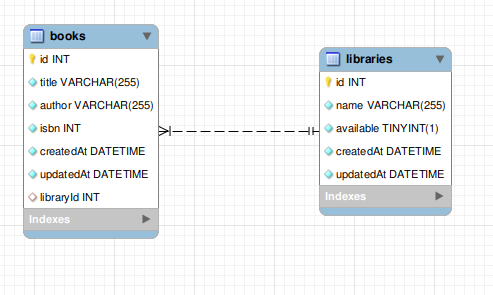 books
id INT
title VARCHAR(255)
author VARCHAR(255)
isbn INT
createdAt DATETIME
updatedAt DATETIME
libraryId INT
Indexes
libraries
id INT
name VARCHAR(255)
available TINYINT(1)
createdAt DATETIME
updatedAt DATETIME
Indexes